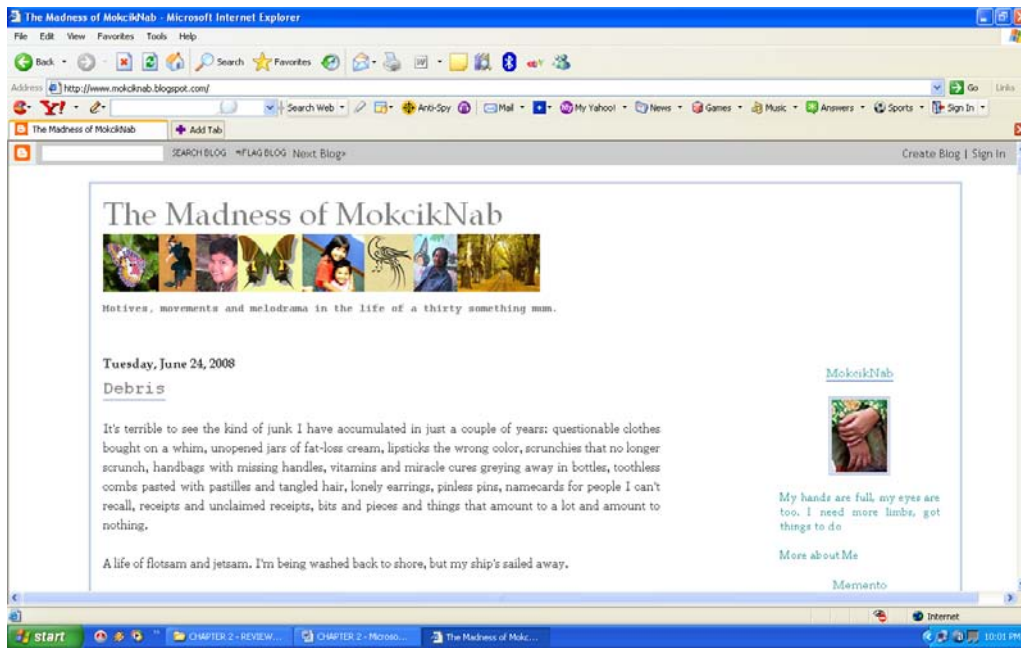 The Madness of MokcikNab - Microsoft Internet Explorer
File Edit View Favorites Tools Help
Back Search Favorites
Address http://www.mokciknab.blogspot.com/ Go Links
Y! Search Web Anti-Spy Mail My Yahoo! News Games Music Answers Sports Sign In
The Madness of MokcikNab Add Tab
SEARCH BLOG FLAG BLOG Next Blog» Create Blog | Sign In
The Madness of MokcikNab
Motives, movements and melodrama in the life of a thirty something mum.
Tuesday, June 24, 2008
Debris
It's terrible to see the kind of junk I have accumulated in just a couple of years: questionable clothes
bought on a whim, unopened jars of fat-loss cream, lipsticks the wrong color, scrunchies that no longer
scrunch, handbags with missing handles, vitamins and miracle cures greying away in bottles, toothless
combs pasted with pastilles and tangled hair, lonely earrings, pinless pins, namecards for people I can't
recall, receipts and unclaimed receipts, bits and pieces and things that amount to a lot and amount to
nothing.
A life of flotsam and jetsam. I'm being washed back to shore, but my ship's sailed away.
MokcikNab
My hands are full, my eyes are
too. I need more limbs, got
things to do
More about Me
Memento
Internet
start CHAPTER 2 - REVIEW... CHAPTER 2 - Microso... The Madness of Mokc... 10:01 PM